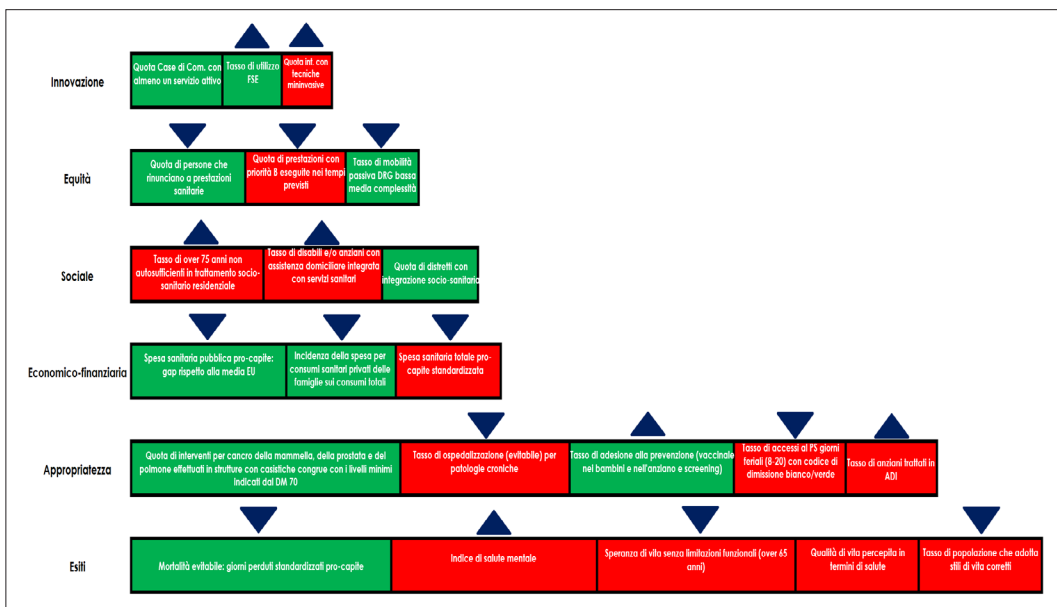 Innovazione
Quota Case di Com. con
almeno un servizio attivo
Tasso di utilizzo
FSE
Quota int. con
tecniche
mininvasive
Equità
Quota di persone che
rinunciano a prestazioni
sanitarie
Quota di prestazioni con
priorità B eseguite nei tempi
previsti
Tasso di mobilità
passiva DRG bassa
media complessità
Sociale
Tasso di over 75 anni non
autosufficienti in trattamento socio-
sanitario residenziale
Tasso di disabili e/o anziani con
assistenza domiciliare integrata
con servizi sanitari
Quota di distretti con
integrazione socio-sanitaria
Economico-finanziaria
Spesa sanitaria pubblica pro-capite:
gap rispetto alla media EU
Incidenza della spesa per
consumi sanitari privati delle
famiglie sui consumi totali
Spesa sanitaria totale pro-
capite standardizzata
Appropriatezza
Quota di interventi per cancro della mammella, della prostata e del
polmone effettuati in strutture con casistiche congrue con i livelli minimi
indicati dal DM 70
Tasso di ospedalizzazione (evitabile) per
patologie croniche
Tasso di adesione alla prevenzione (vaccinale
nei bambini e nell'anziano e screening)
Tasso di accessi al PS giorni
feriali (8-20) con codice di
dimissione bianco/verde
Tasso di anziani trattati in
ADI
Esiti
Mortalità evitabile: giorni perduti standardizzati pro-capite
Indice di salute mentale
Speranza di vita senza limitazioni funzionali (over 65
anni)
Qualità di vita percepita in
termini di salute
Tasso di popolazione che adotta
stili di vita corretti